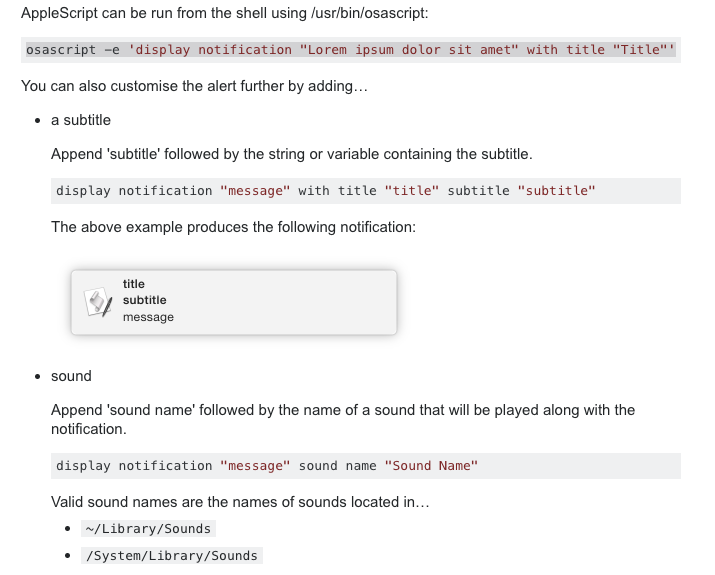 AppleScript can be run from the shell using /usr/bin/osascript:
osascript -e 'display notification "Lorem ipsum dolor sit amet" with title "Title"'
You can also customise the alert further by adding…
• a subtitle
Append 'subtitle' followed by the string or variable containing the subtitle.
display notification "message" with title "title" subtitle "subtitle"
The above example produces the following notification:
title
subtitle
message
• sound
Append 'sound name' followed by the name of a sound that will be played along with the
notification.
display notification "message" sound name "Sound Name"
Valid sound names are the names of sounds located in…
• ~/Library/Sounds
• /System/Library/Sounds